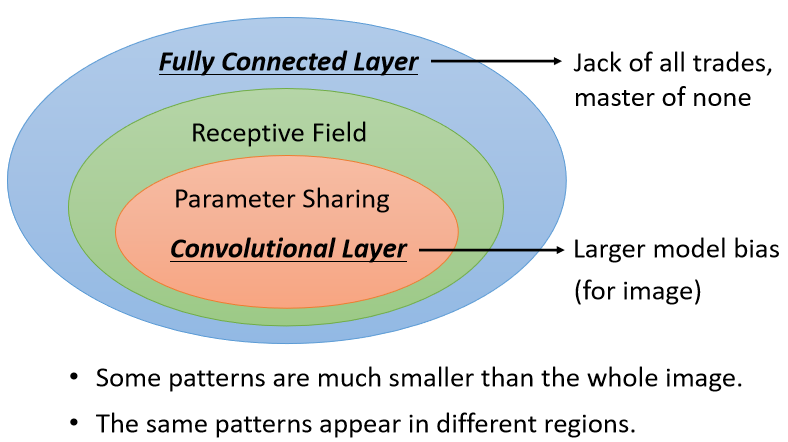 Fully Connected Layer
Jack of all trades,
master of none
Receptive Field
Parameter Sharing
Convolutional Layer
Larger model bias
(for image)
• Some patterns are much smaller than the whole image.
• The same patterns appear in different regions.